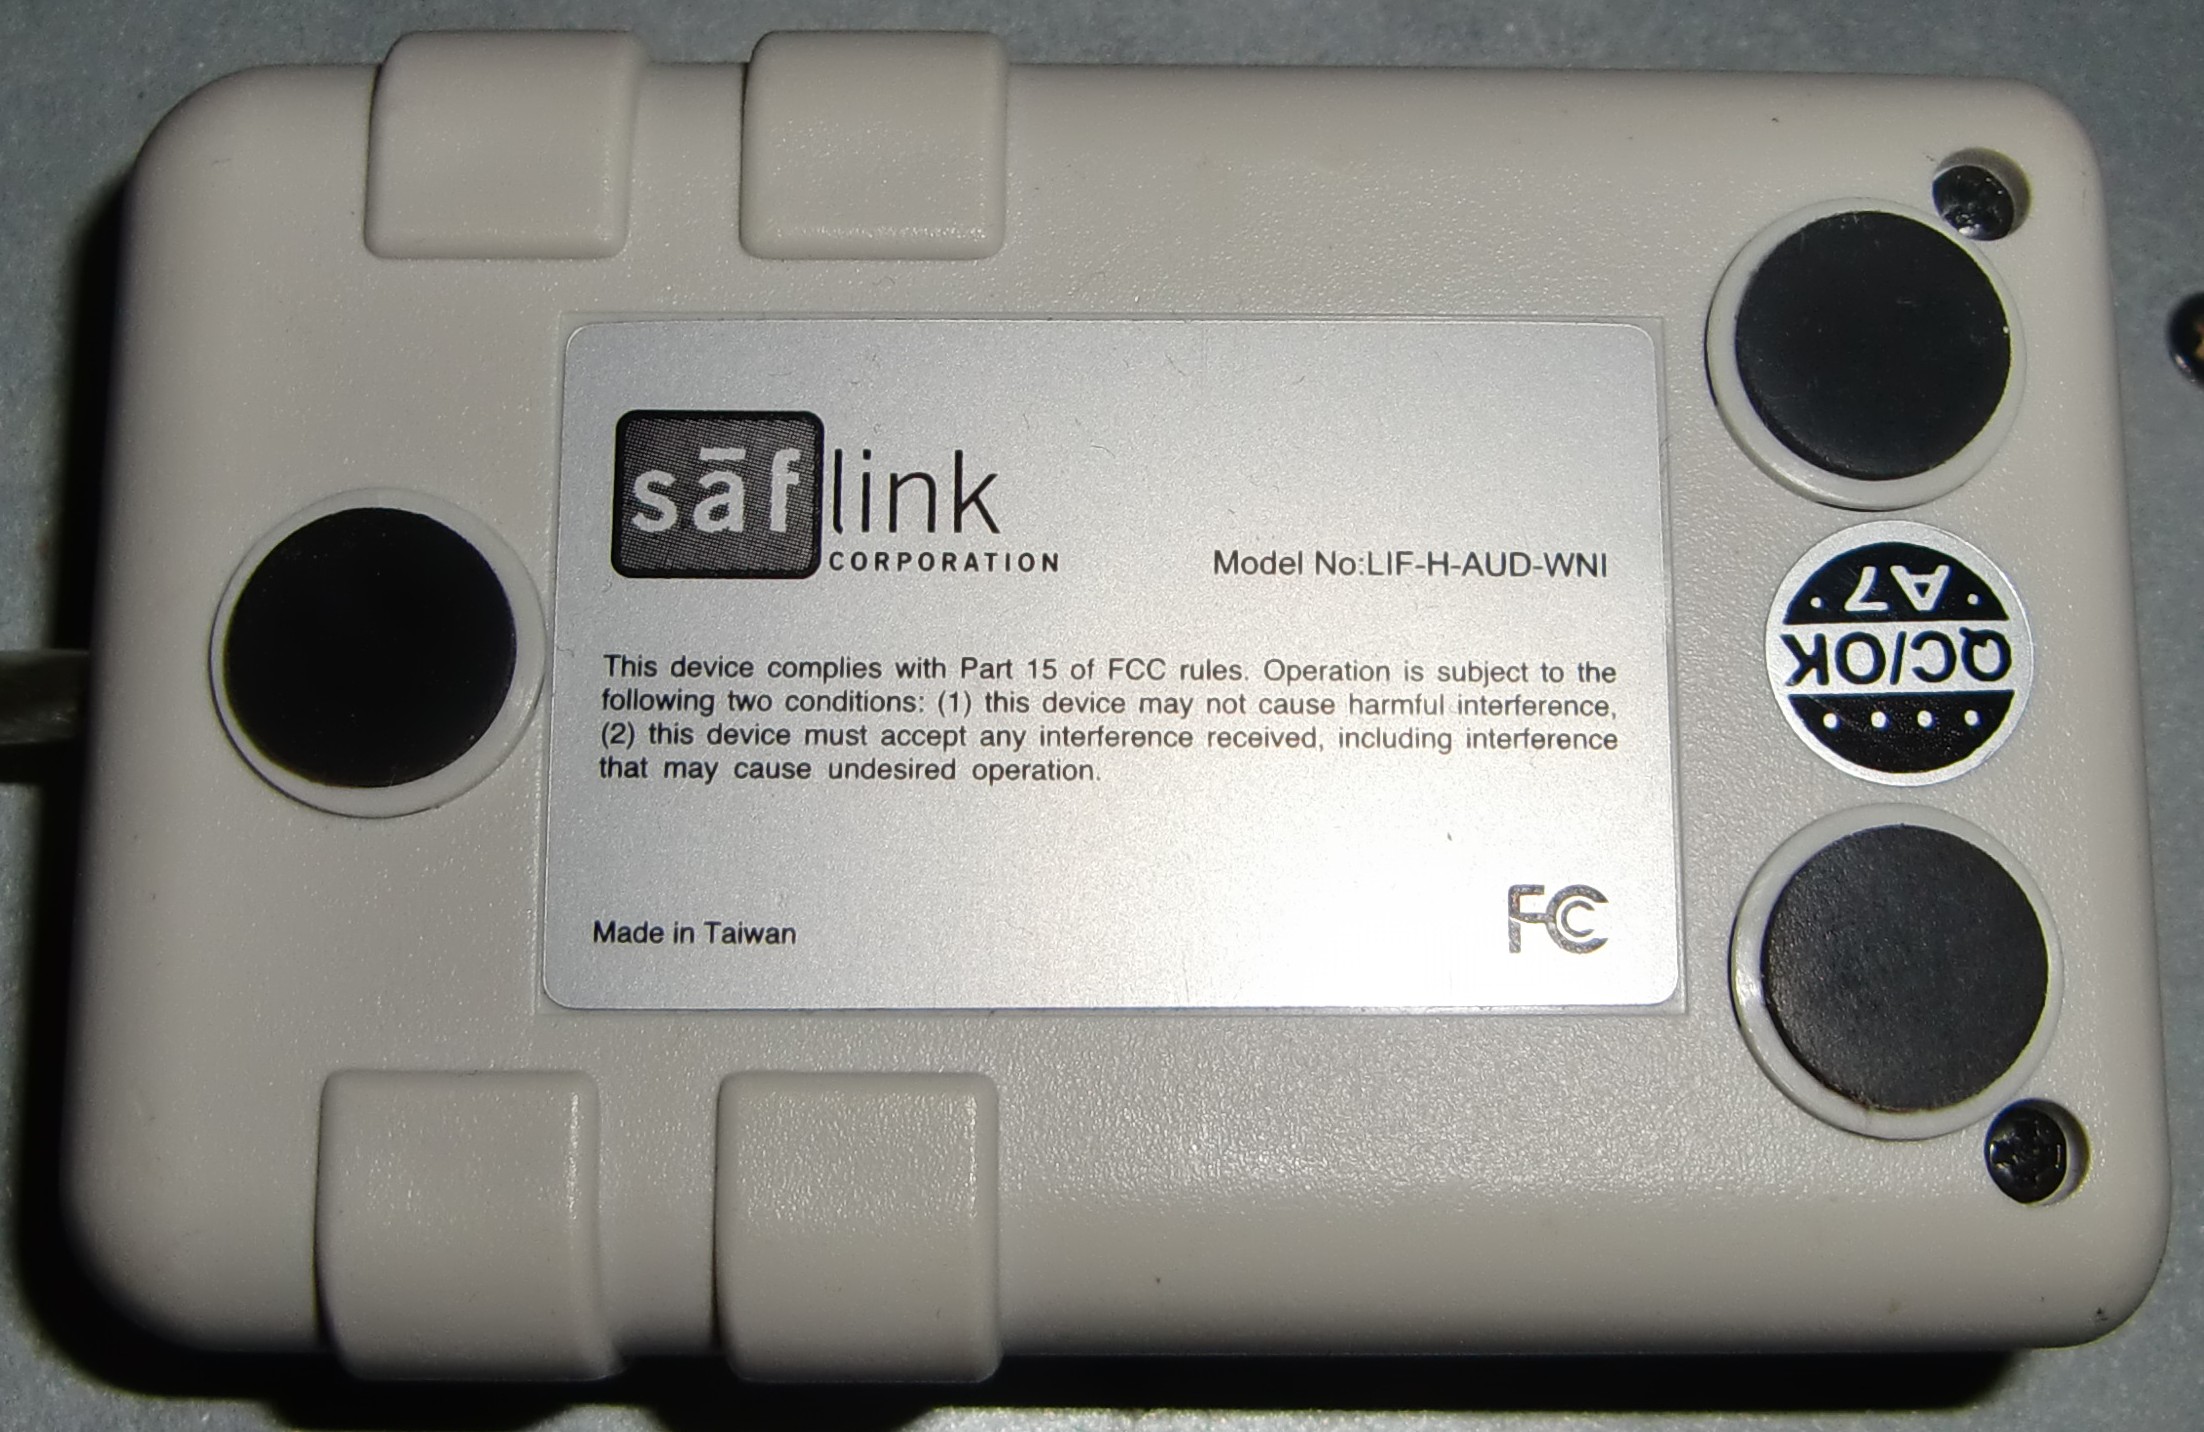 sāflink
CORPORATION
Model No:LIF-H-AUD-WNI
This device complies with Part 15 of FCC rules. Operation is subject to the
following two conditions: (1) this device may not cause harmful interference,
(2) this device must accept any interference received, including interference
that may cause undesired operation.
Made in Taiwan
FC
A7
QC/OK